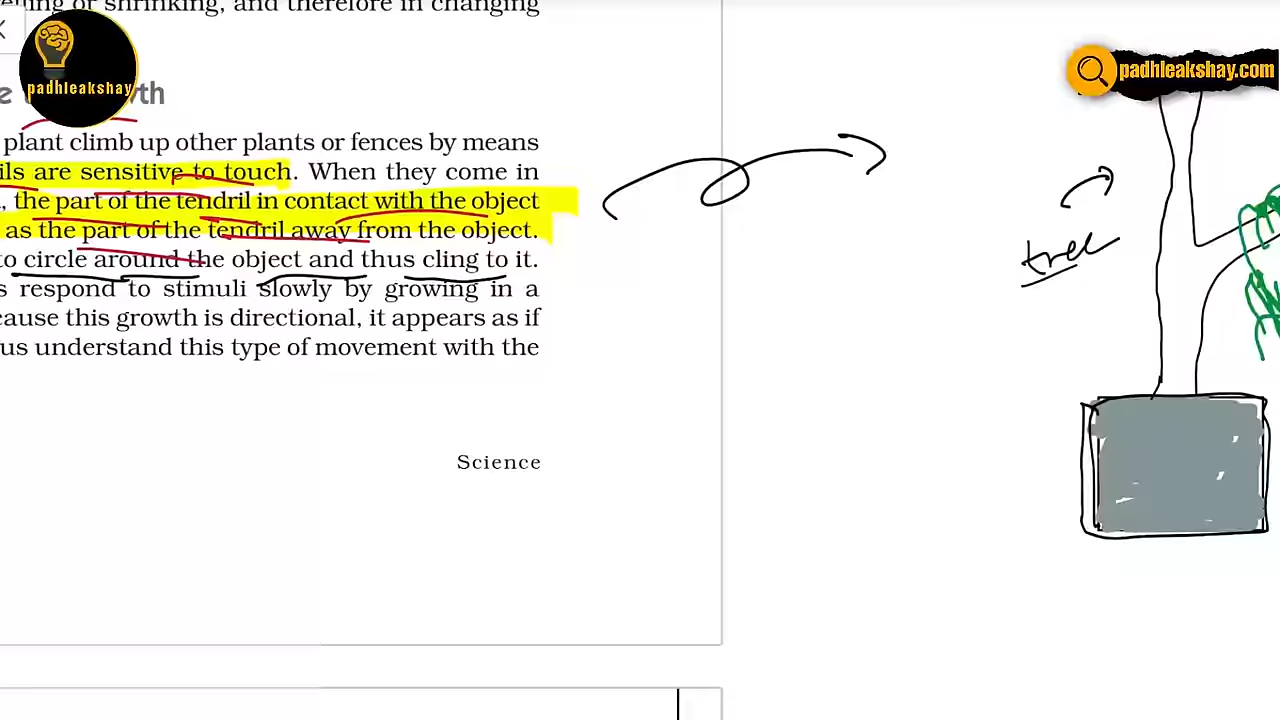 elling or shrinking, and therefore in changing
padhleakshay
wth
plant climb up other plants or fences by means
ils are sensitive to touch. When they come in
, the part of the tendril in contact with the object
as the part of the tendril away from the object.
to circle around the object and thus cling to it.
s respond to stimuli slowly by growing in a
cause this growth is directional, it appears as if
us understand this type of movement with the
Science
padhleakshay.com
tree